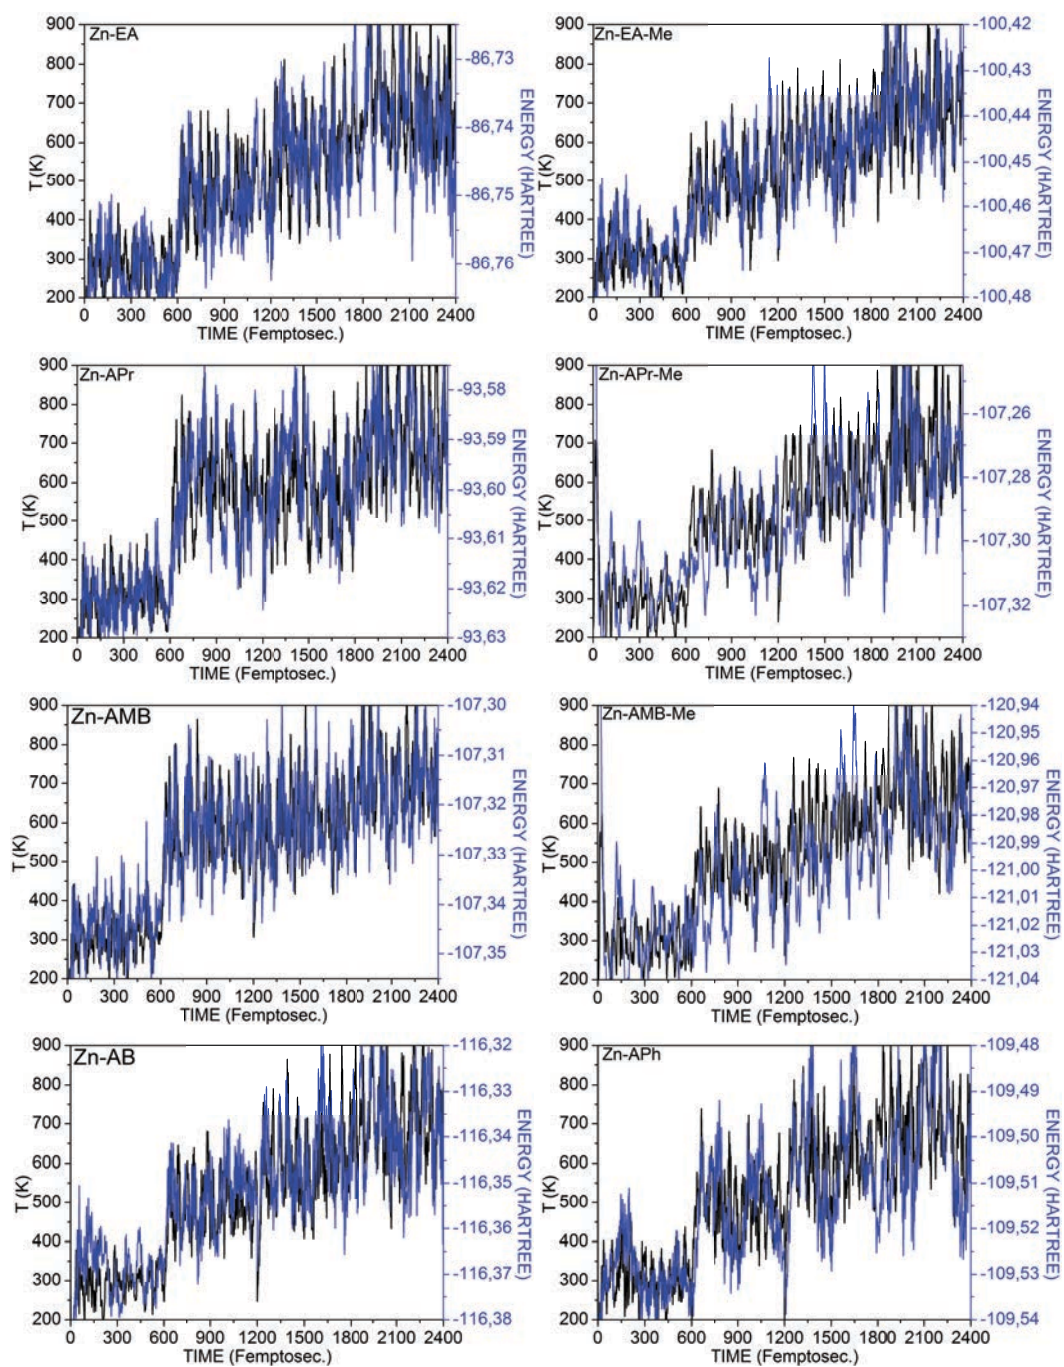 Zn-EA
900
800
700
600
500
400
300
200
T (K)
-86,73
-86,74
-86,75
-86,76
ENERGY (HARTREE)
0 300 600 900 1200 1500 1800 2100 2400
TIME (Femptosec.)
Zn-EA-Me
900
800
700
600
500
400
300
200
T (K)
-100,42
-100,43
-100,44
-100,45
-100,46
-100,47
-100,48
ENERGY (HARTREE)
0 300 600 900 1200 1500 1800 2100 2400
TIME (Femptosec.)
Zn-APr
900
800
700
600
500
400
300
200
T (K)
-93,58
-93,59
-93,60
-93,61
-93,62
-93,63
ENERGY (HARTREE)
0 300 600 900 1200 1500 1800 2100 2400
TIME (Femptosec.)
Zn-APr-Me
900
800
700
600
500
400
300
200
T (K)
-107,26
-107,28
-107,30
-107,32
ENERGY (HARTREE)
0 300 600 900 1200 1500 1800 2100 2400
TIME (Femptosec.)
Zn-AMB
900
800
700
600
500
400
300
200
T (K)
-107,30
-107,31
-107,32
-107,33
-107,34
-107,35
ENERGY (HARTREE)
0 300 600 900 1200 1500 1800 2100 2400
TIME (Femptosec.)
Zn-AMB-Me
900
800
700
600
500
400
300
200
T (K)
-120,94
-120,95
-120,96
-120,97
-120,98
-120,99
-121,00
-121,01
-121,02
-121,03
-121,04
ENERGY (HARTREE)
0 300 600 900 1200 1500 1800 2100 2400
TIME (Femptosec.)
Zn-AB
900
800
700
600
500
400
300
200
T (K)
-116,32
-116,33
-116,34
-116,35
-116,36
-116,37
-116,38
ENERGY (HARTREE)
0 300 600 900 1200 1500 1800 2100 2400
TIME (Femptosec.)
Zn-APh
900
800
700
600
500
400
300
200
T (K)
-109,48
-109,49
-109,50
-109,51
-109,52
-109,53
-109,54
ENERGY (HARTREE)
0 300 600 900 1200 1500 1800 2100 2400
TIME (Femptosec.)